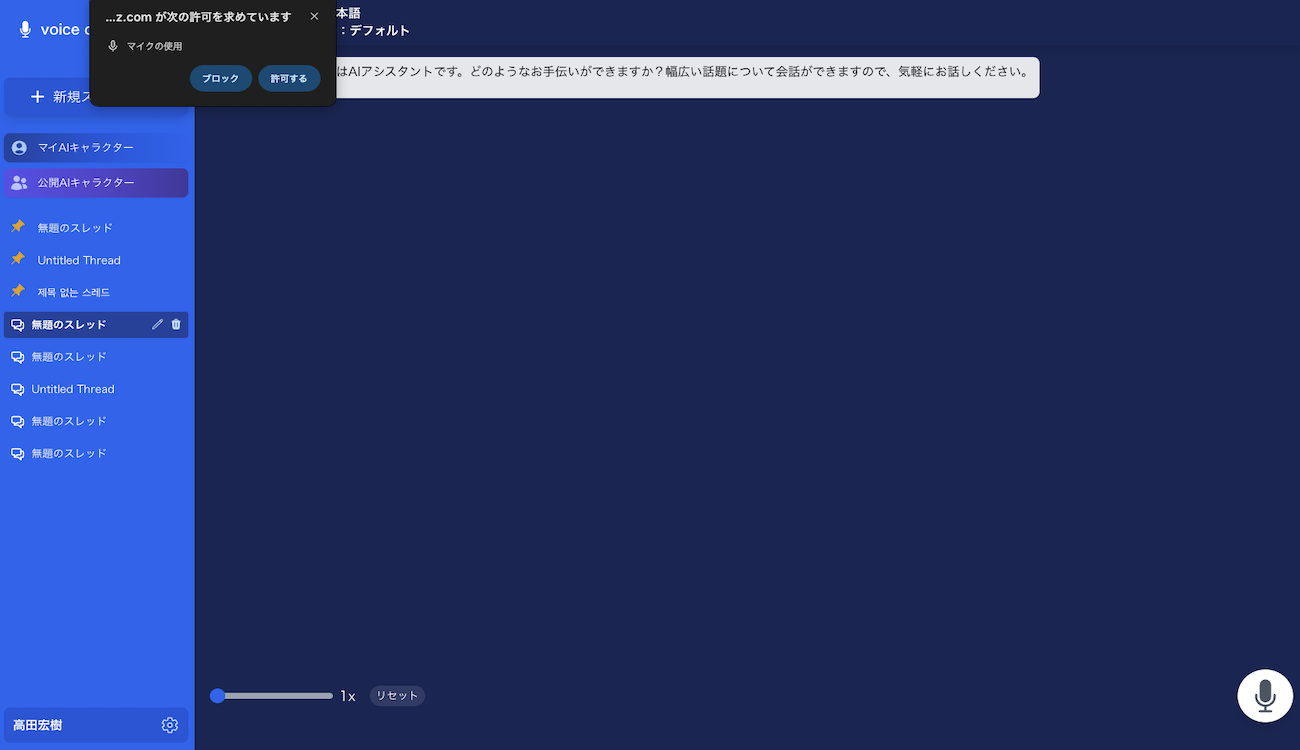 ...z.com が次の許可を求めています
マイクの使用
ブロック
許可する
voice
本語
：デフォルト
はAIアシスタントです。どのようなお手伝いができますか？幅広い話題について会話ができますので、気軽にお話しください。
新規
マイAIキャラクター
公開AIキャラクター
無題のスレッド
Untitled Thread
제목 없는 스레드
無題のスレッド
無題のスレッド
Untitled Thread
無題のスレッド
無題のスレッド
1x
リセット
高田宏樹